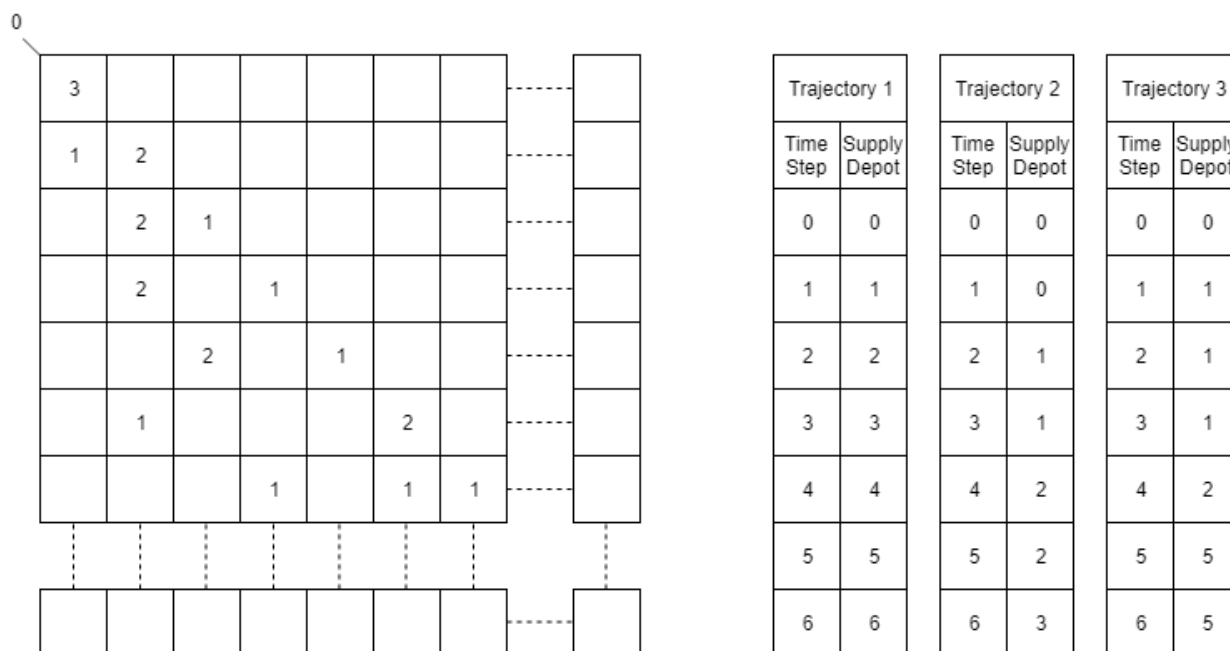 0
3
1 2
2 1
2 1
2 1
1 2
1 1 1
Trajectory 1 Trajectory 2 Trajectory 3
Time Supply Time Supply Time Supply
Step Depot Step Depot Step Depot
0 0 0 0 0 0
1 1 1 0 1 1
2 2 2 1 2 1
3 3 3 1 3 1
4 4 4 2 4 2
5 5 5 2 5 5
6 6 6 3 6 5